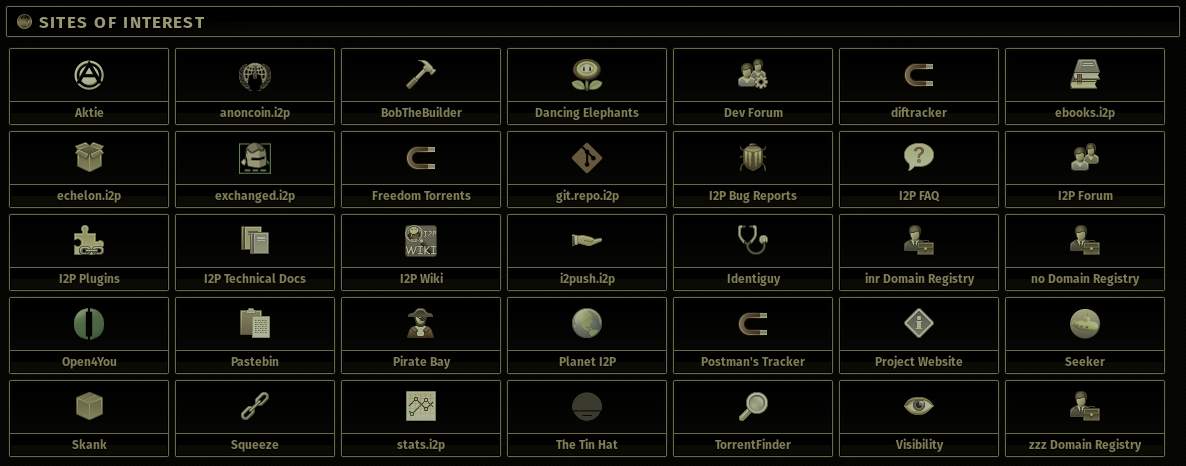 SITES OF INTEREST
Aktie
anoncoin.i2p
BobTheBuilder
Dancing Elephants
Dev Forum
diftracker
ebooks.i2p
echelon.i2p
exchanged.i2p
Freedom Torrents
git.repo.i2p
I2P Bug Reports
I2P FAQ
I2P Forum
I2P
WIKI
I2P Plugins
I2P Technical Docs
I2P Wiki
i2push.i2p
Identiguy
inr Domain Registry
no Domain Registry
Open4You
Pastebin
Pirate Bay
Planet I2P
Postman's Tracker
Project Website
Seeker
Skank
Squeeze
stats.i2p
The Tin Hat
TorrentFinder
Visibility
zzz Domain Registry